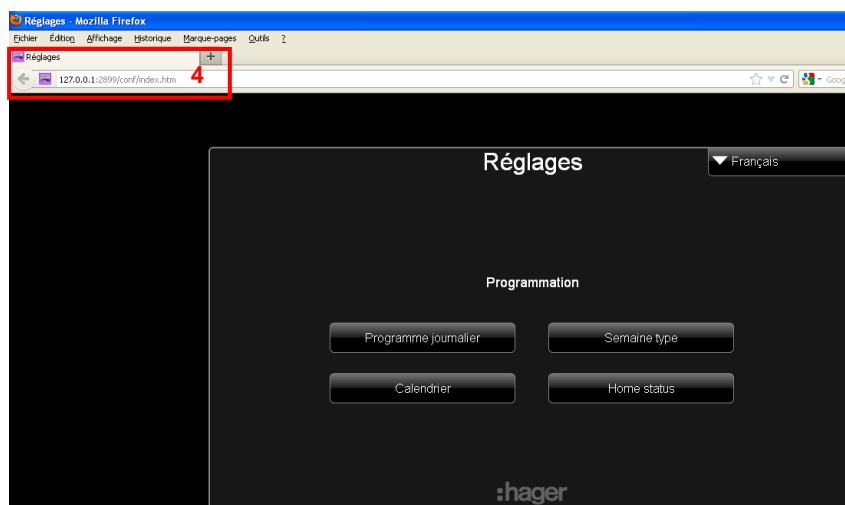 Réglages - Mozilla Firefox
Fichier Édition Affichage Historique Marque-pages Outils ?
Réglages +
127.0.0.1:2899/conf/index.htm 4 Goog
Réglages Français
Programmation
Programme journalier Semaine type
Calendrier Home status
:hager